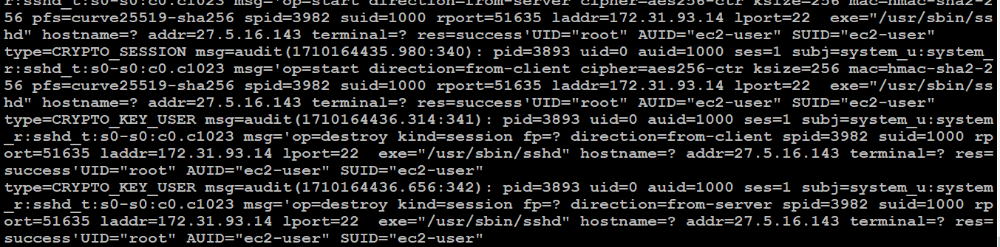 r:sshd_t:s0-s0:c0.c1023 msg='op=start direction=from-server cipher=aes256-ctr ksize=256 mac=hmac-sha2-2
56 pfs=curve25519-sha256 spid=3982 suid=1000 rport=51635 laddr=172.31.93.14 lport=22  exe="/usr/sbin/ss
hd" hostname=? addr=27.5.16.143 terminal=? res=success'UID="root" AUID="ec2-user" SUID="ec2-user"
type=CRYPTO_SESSION msg=audit(1710164435.980:340): pid=3893 uid=0 auid=1000 ses=1 subj=system_u:system_
r:sshd_t:s0-s0:c0.c1023 msg='op=start direction=from-client cipher=aes256-ctr ksize=256 mac=hmac-sha2-2
56 pfs=curve25519-sha256 spid=3982 suid=1000 rport=51635 laddr=172.31.93.14 lport=22  exe="/usr/sbin/ss
hd" hostname=? addr=27.5.16.143 terminal=? res=success'UID="root" AUID="ec2-user" SUID="ec2-user"
type=CRYPTO_KEY_USER msg=audit(1710164436.314:341): pid=3893 uid=0 auid=1000 ses=1 subj=system_u:system
_r:sshd_t:s0-s0:c0.c1023 msg='op=destroy kind=session fp=? direction=from-client spid=3982 suid=1000 rp
ort=51635 laddr=172.31.93.14 lport=22  exe="/usr/sbin/sshd" hostname=? addr=27.5.16.143 terminal=? res=
success'UID="root" AUID="ec2-user" SUID="ec2-user"
type=CRYPTO_KEY_USER msg=audit(1710164436.656:342): pid=3893 uid=0 auid=1000 ses=1 subj=system_u:system
_r:sshd_t:s0-s0:c0.c1023 msg='op=destroy kind=session fp=? direction=from-server spid=3982 suid=1000 rp
ort=51635 laddr=172.31.93.14 lport=22  exe="/usr/sbin/sshd" hostname=? addr=27.5.16.143 terminal=? res=
success'UID="root" AUID="ec2-user" SUID="ec2-user"